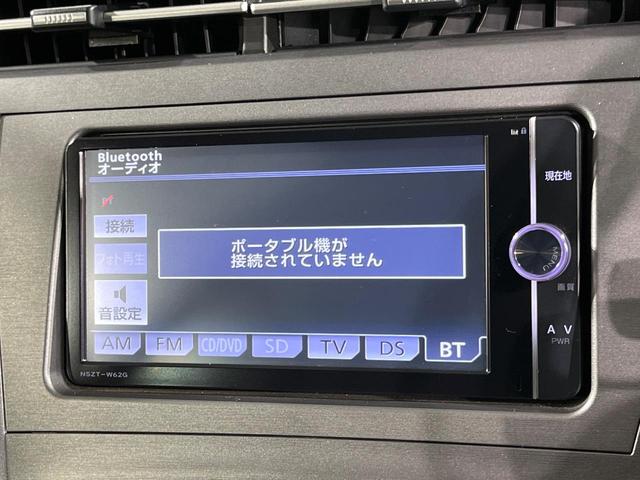 Bluetooth
オーディオ
接続
フォト再生
音設定
ポータブル機が
接続されていません
AM FM CD/DVD SD TV DS BT
NSZT-W62G
現在地
MENU
画質
AV
PWR